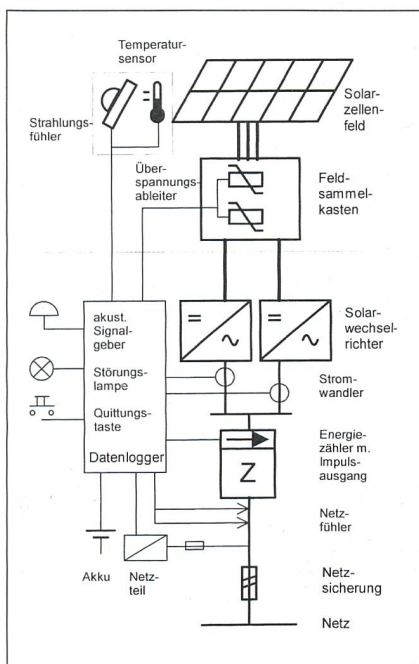 Temperatur-
sensor
Strahlungs-
fühler
Solar-
zellen-
feld
Über-
spannungs-
ableiter
Feld-
sammel-
kasten
=
~
=
~
Solar
wechsel
richter
akust.
Signal-
geber
Störungs-
lampe
Quittungs-
taste
Datenlogger
Strom-
wandler
Energie-
zähler m.
Impuls-
ausgang
Z
Netz-
fühler
Akku
Netz-
teil
Netz-
sicherung
Netz